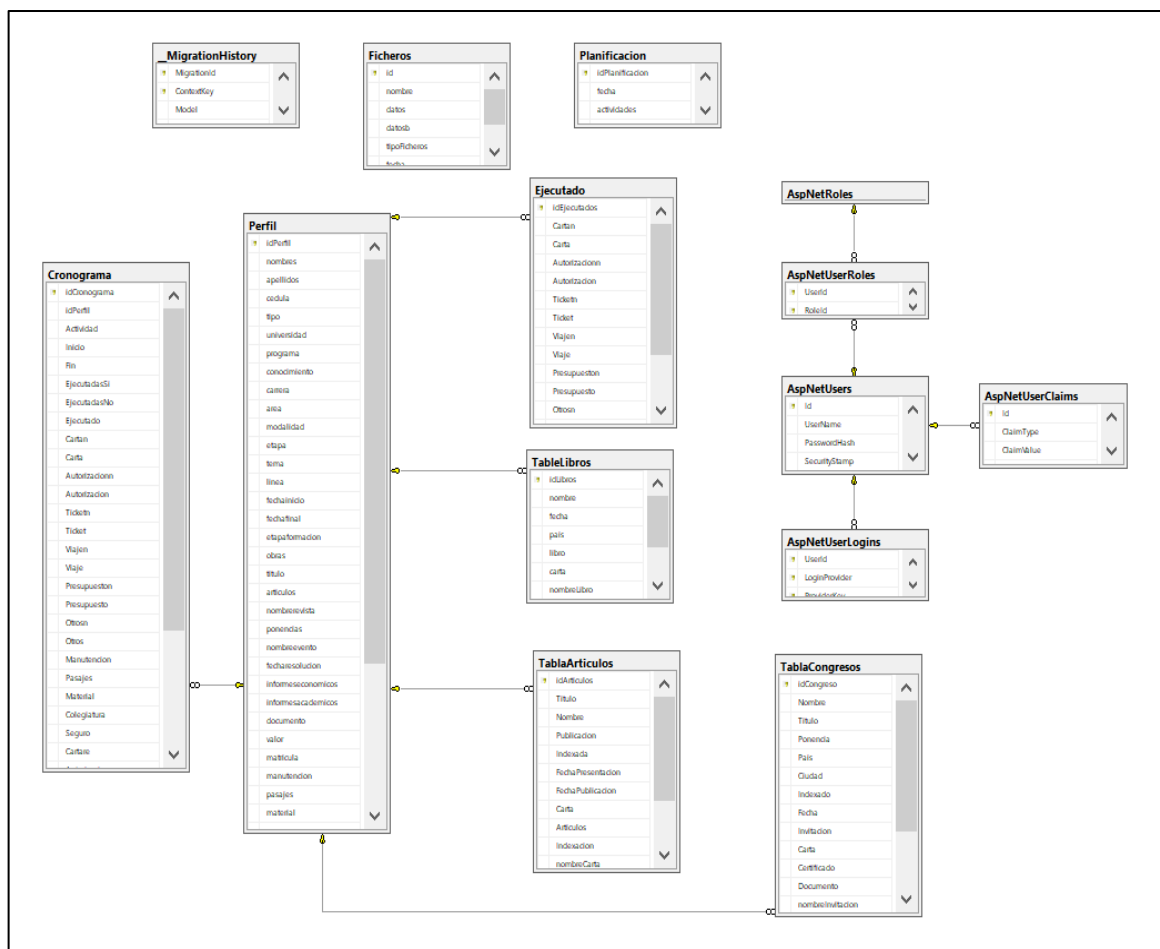 __MigrationHistory
MigrationId
ContextKey
Model
Ficheros
id
nombre
datos
datosb
tipoFicheros
fecha
Planificacion
idPlanificacion
fecha
actividades
Cronograma
idCronograma
idPerfil
Actividad
Inicio
Fin
EjecutadasSi
EjecutadasNo
Ejecutado
Cartan
Carta
Autorizacionn
Autorizacion
Ticketn
Ticket
Viajen
Viaje
Presupueston
Presupuesto
Otrosn
Otros
Manutencion
Pasajes
Material
Colegiatura
Seguro
Cartare
Perfil
idPerfil
nombres
apellidos
cedula
tipo
universidad
programa
conocimiento
carrera
area
modalidad
etapa
tema
linea
fechainicio
fechafinal
etapaformacion
obras
titulo
articulos
nombrerevista
ponencias
nombreevento
fecharesolucion
informeseconomicos
informesacademicos
documento
valor
matricula
manutencion
pasajes
material
Ejecutado
idEjecutados
Cartan
Carta
Autorizacionn
Autorizacion
Ticketn
Ticket
Viajen
Viaje
Presupueston
Presupuesto
Otrosn
TableLibros
idLibros
nombre
fecha
pais
libro
carta
nombreLibro
TablaArticulos
idArticulos
Titulo
Nombre
Publicacion
Indexada
FechaPresentacion
FechaPublicacion
Carta
Articulos
Indexacion
nombreCarta
AspNetRoles
AspNetUserRoles
UserId
RoleId
AspNetUsers
Id
UserName
PasswordHash
SecurityStamp
AspNetUserClaims
Id
ClaimType
ClaimValue
AspNetUserLogins
UserId
LoginProvider
ProviderKey
TablaCongresos
idCongreso
Nombre
Titulo
Ponencia
Pais
Ciudad
Indexado
Fecha
Invitacion
Carta
Certificado
Documento
nombreInvitacion